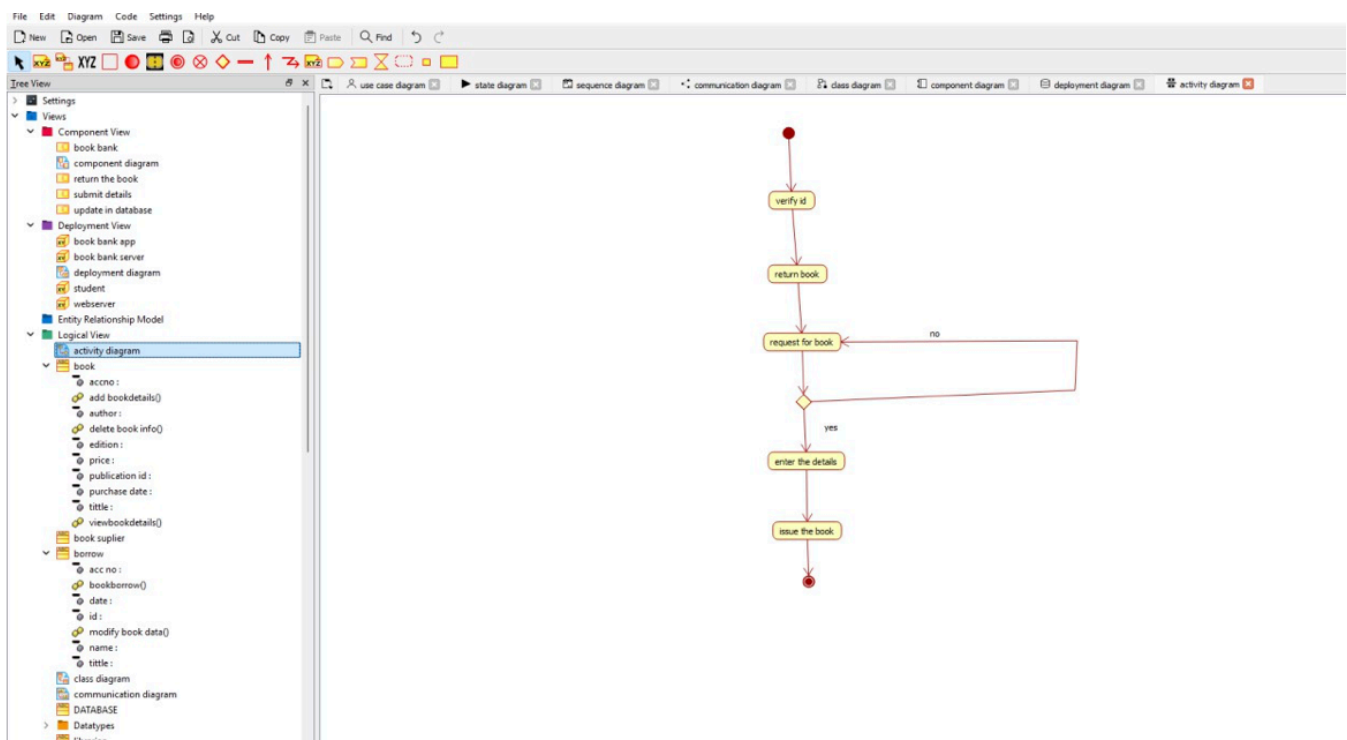 File Edit Diagram Code Settings Help
New Open Save Cut Copy Paste Find
XYZ XYZ XYZ
Tree View
use case diagram state diagram sequence diagram communication diagram class diagram component diagram deployment diagram activity diagram
Settings
Views
Component View
book bank
component diagram
return the book
submit details
update in database
Deployment View
book bank app
book bank server
deployment diagram
student
webserver
Entity Relationship Model
Logical View
activity diagram
book
accno :
add bookdetails()
author :
delete book info()
edition :
price :
publication id :
purchase date :
tittle :
viewbookdetails()
book suplier
borrow
acc no :
bookborrow()
date :
id :
modify book data()
name :
tittle :
class diagram
communication diagram
DATABASE
Datatypes
verify id
return book
request for book
no
yes
enter the details
issue the book